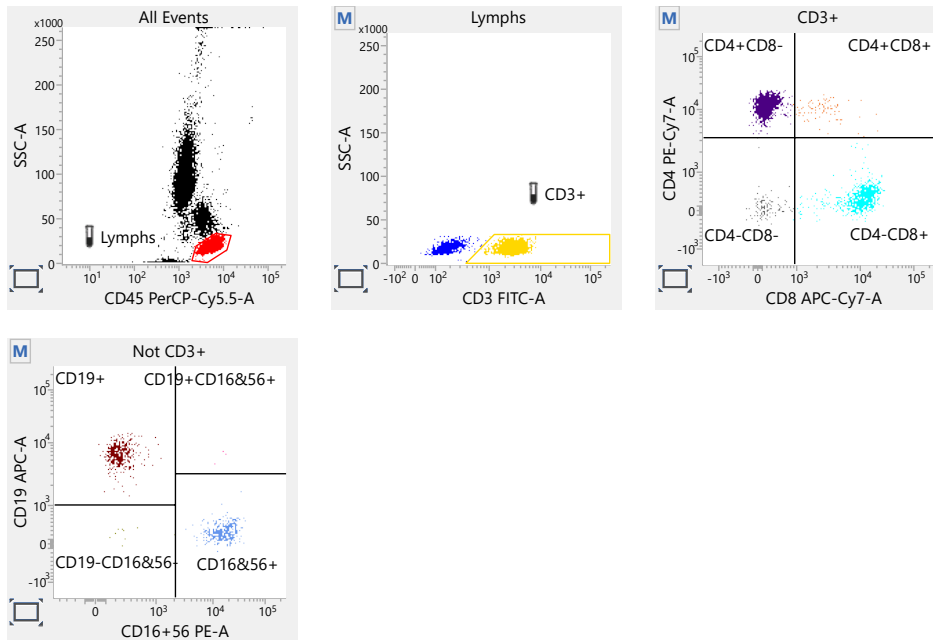 All Events
x1000
250
200
150
100
50
0
SSC-A
Lymphs
10¹
10³
10⁴
10⁵
CD45 PerCP-Cy5.5-A
M
Lymphs
x1000
250
200
150
100
50
0
SSC-A
CD3+
-10² 0 10² 10³ 10⁴ 10⁵
CD3 FITC-A
M
CD3+
CD4+CD8-
CD4+CD8+
10⁵
10⁴
10³
0
-10³
CD4 PE-Cy7-A
CD4-CD8-
CD4-CD8+
-10³ 0 10³ 10⁴ 10⁵
CD8 APC-Cy7-A
M
Not CD3+
CD19+
CD19+CD16&56+
10⁵
10⁴
10³
0
-10³
CD19 APC-A
CD19-CD16&56-
CD16&56+
0 10³ 10⁴ 10⁵
CD16+56 PE-A